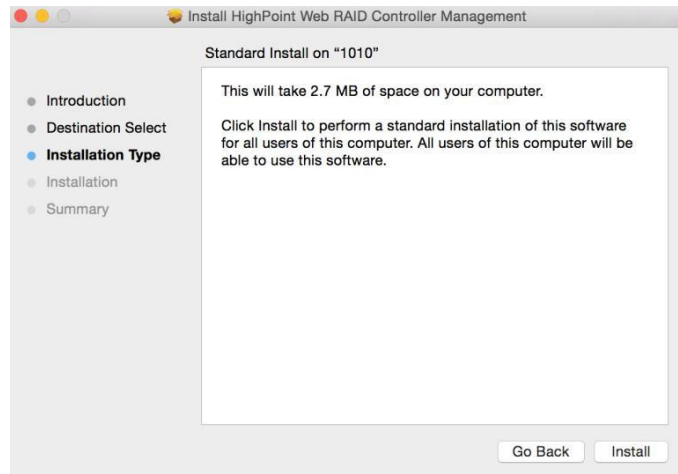 Install HighPoint Web RAID Controller Management
Standard Install on “1010”
Introduction
Destination Select
Installation Type
Installation
Summary
This will take 2.7 MB of space on your computer.
Click Install to perform a standard installation of this software
for all users of this computer. All users of this computer will be
able to use this software.
Go Back
Install